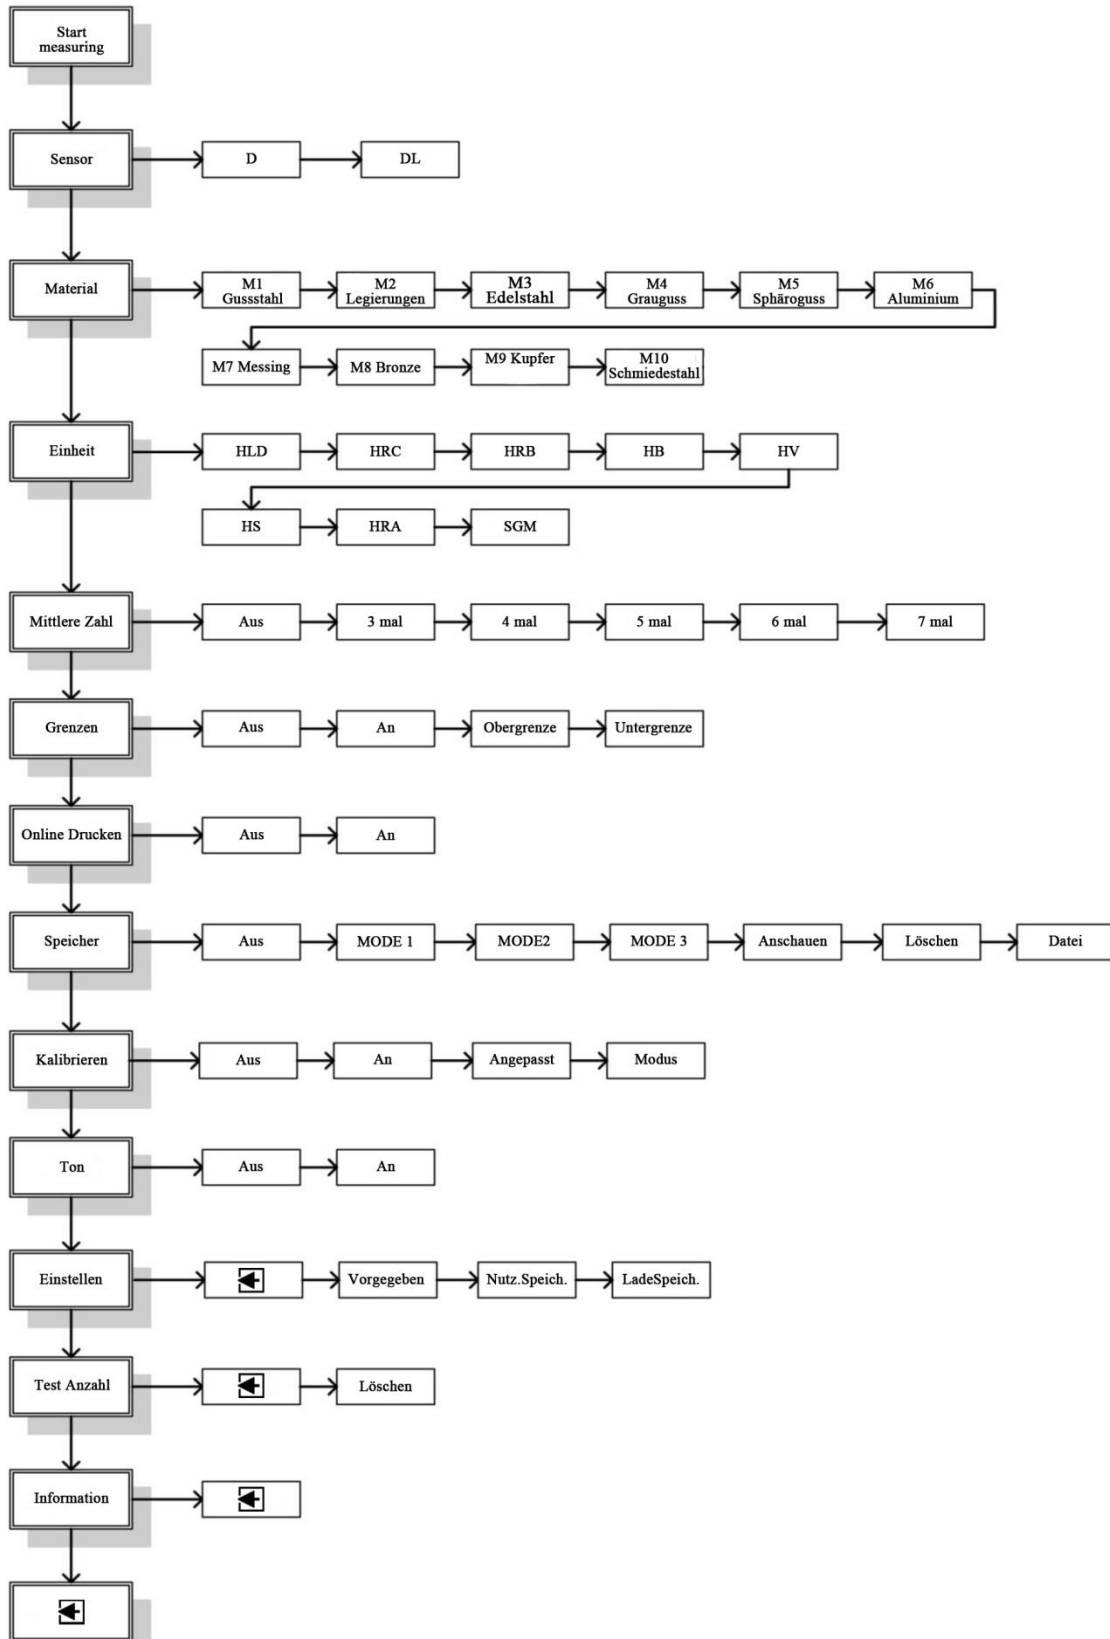 Start
measuring
Sensor
D
DL
Material
M1
Gussstahl
M2
Legierungen
M3
Edelstahl
M4
Grauguss
M5
Sphäroguss
M6
Aluminium
M7 Messing
M8 Bronze
M9 Kupfer
M10
Schmiedestahl
Einheit
HLD
HRC
HRB
HB
HV
HS
HRA
SGM
Mittlere Zahl
Aus
3 mal
4 mal
5 mal
6 mal
7 mal
Grenzen
Aus
An
Obergrenze
Untergrenze
Online Drucken
Aus
An
Speicher
Aus
MODE 1
MODE2
MODE 3
Anschauen
Löschen
Datei
Kalibrieren
Aus
An
Angepasst
Modus
Ton
Aus
An
Einstellen
Vorgegeben
Nutz.Speich.
LadeSpeich.
Test Anzahl
Löschen
Information